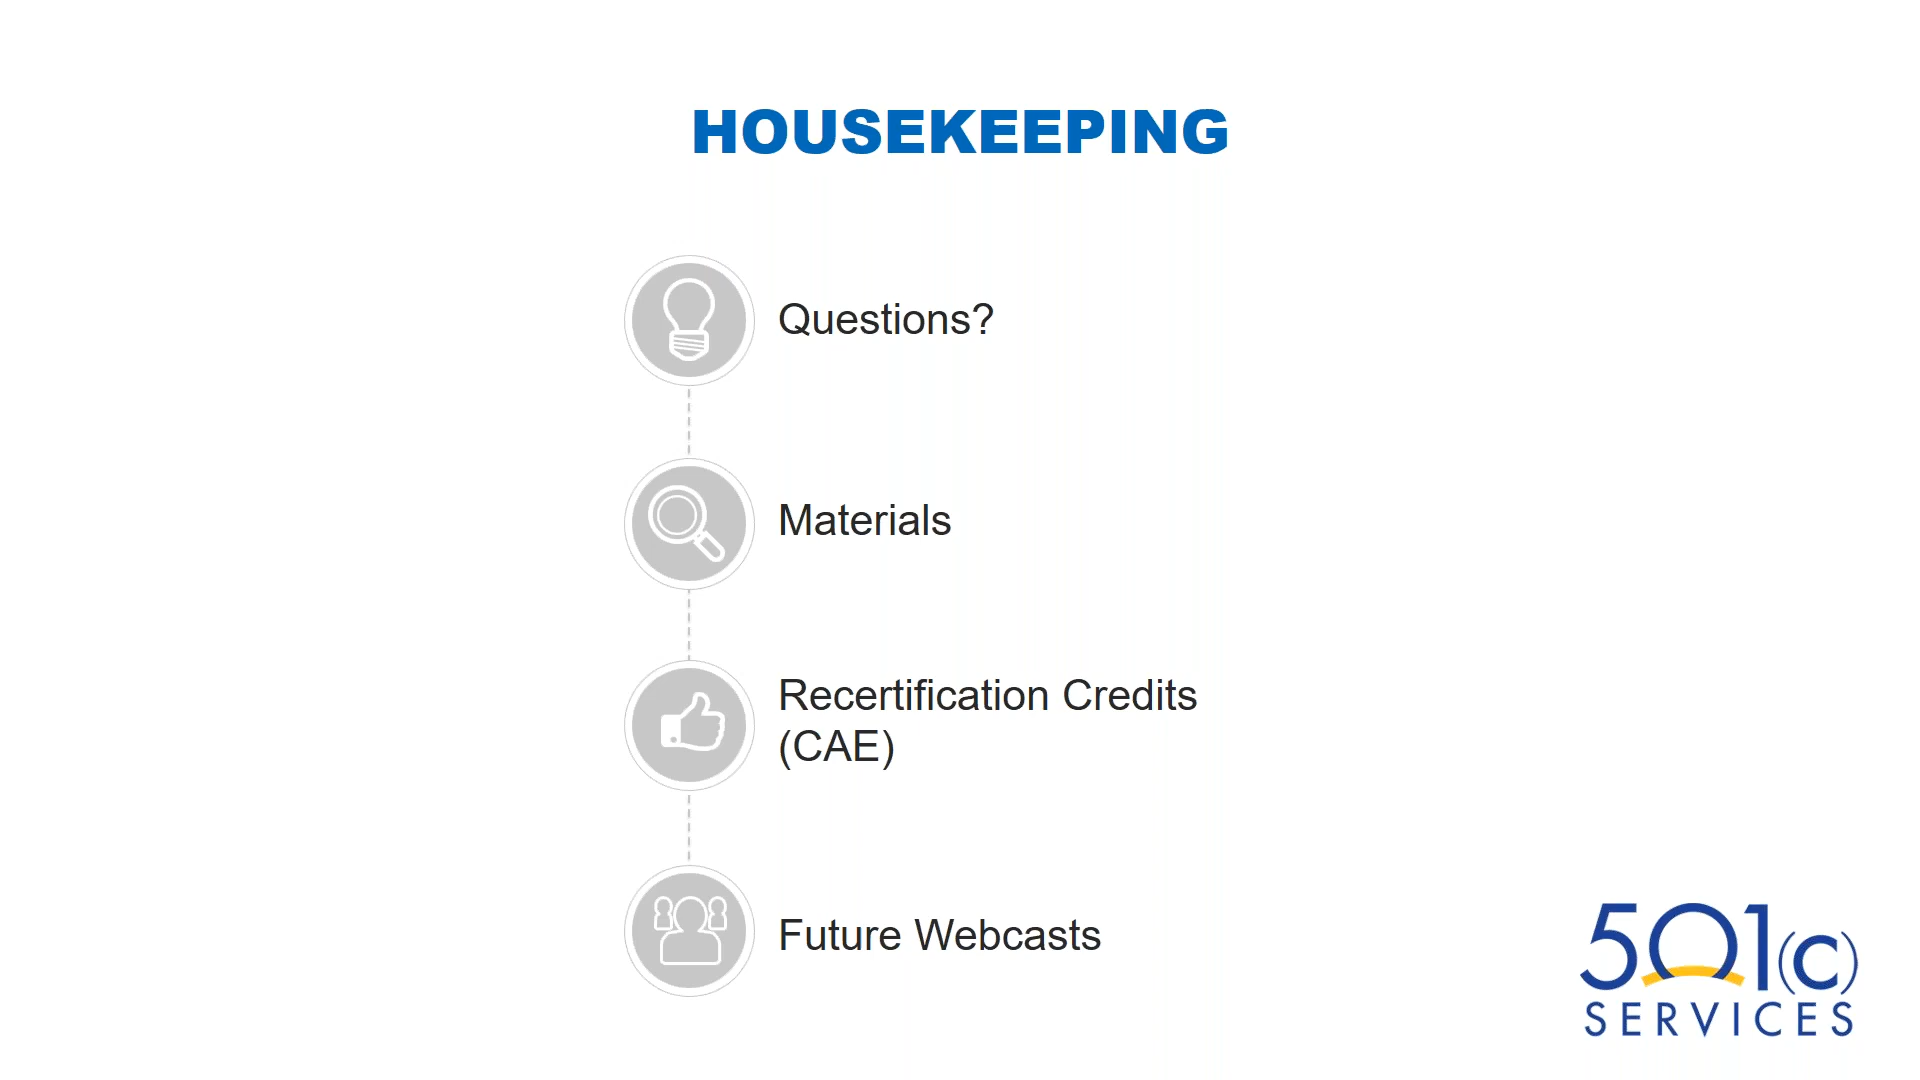 HOUSEKEEPING
Questions?
Materials
Recertification Credits
(CAE)
Future Webcasts
501(c)
SERVICES